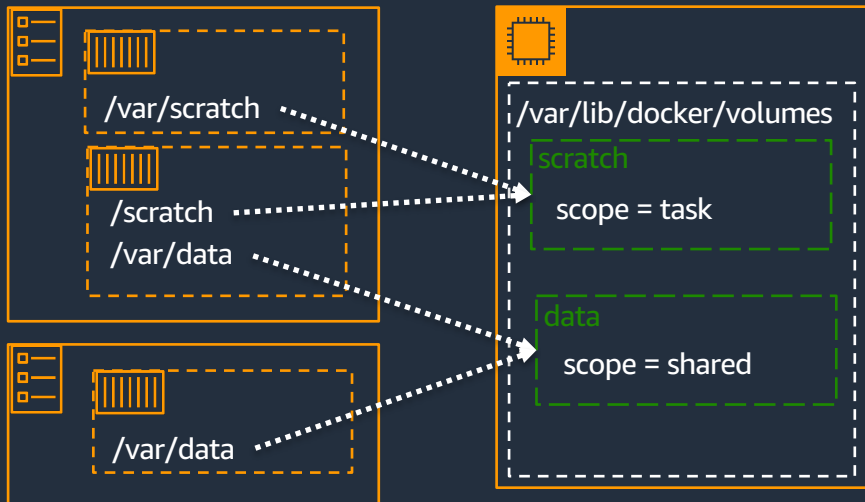 /var/scratch
/scratch
/var/data
/var/data
/var/lib/docker/volumes
scratch
scope = task
data
scope = shared